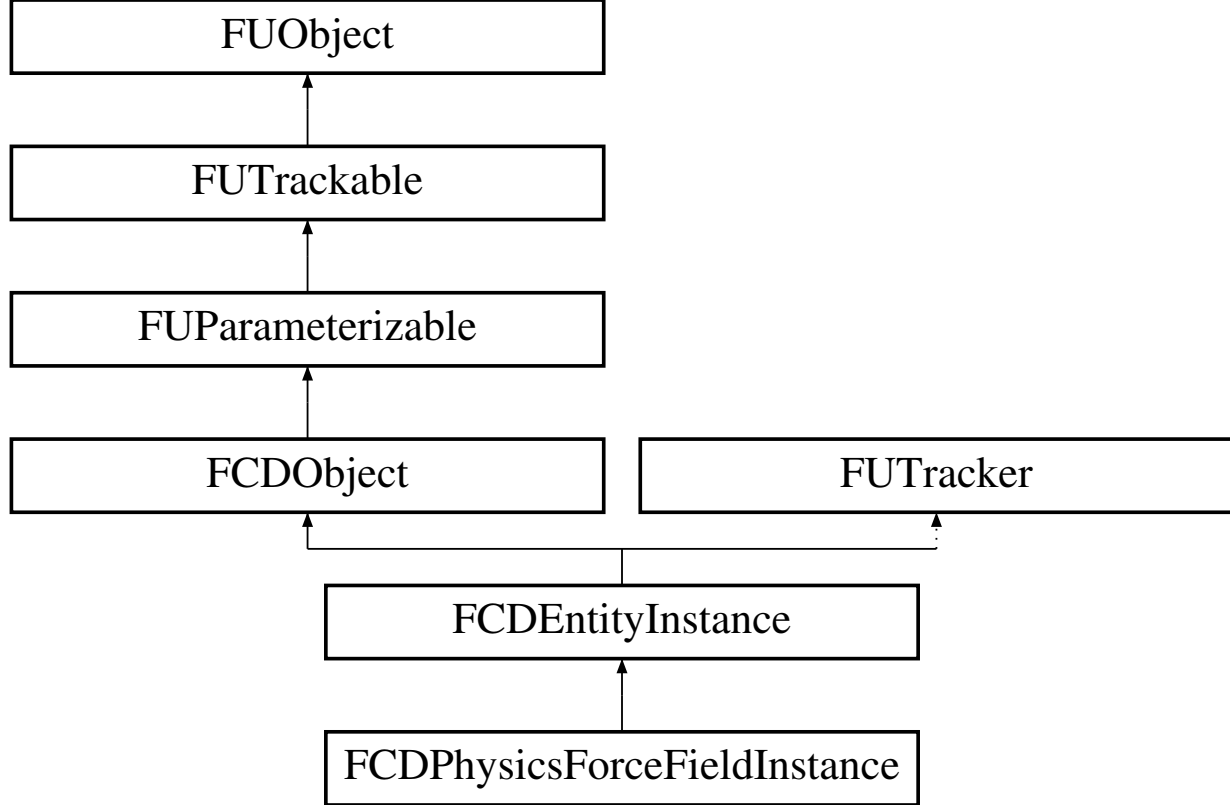 FUObject
FUTrackable
FUParameterizable
FCDObject
FUTracker
FCDEntityInstance
FCDPhysicsForceFieldInstance